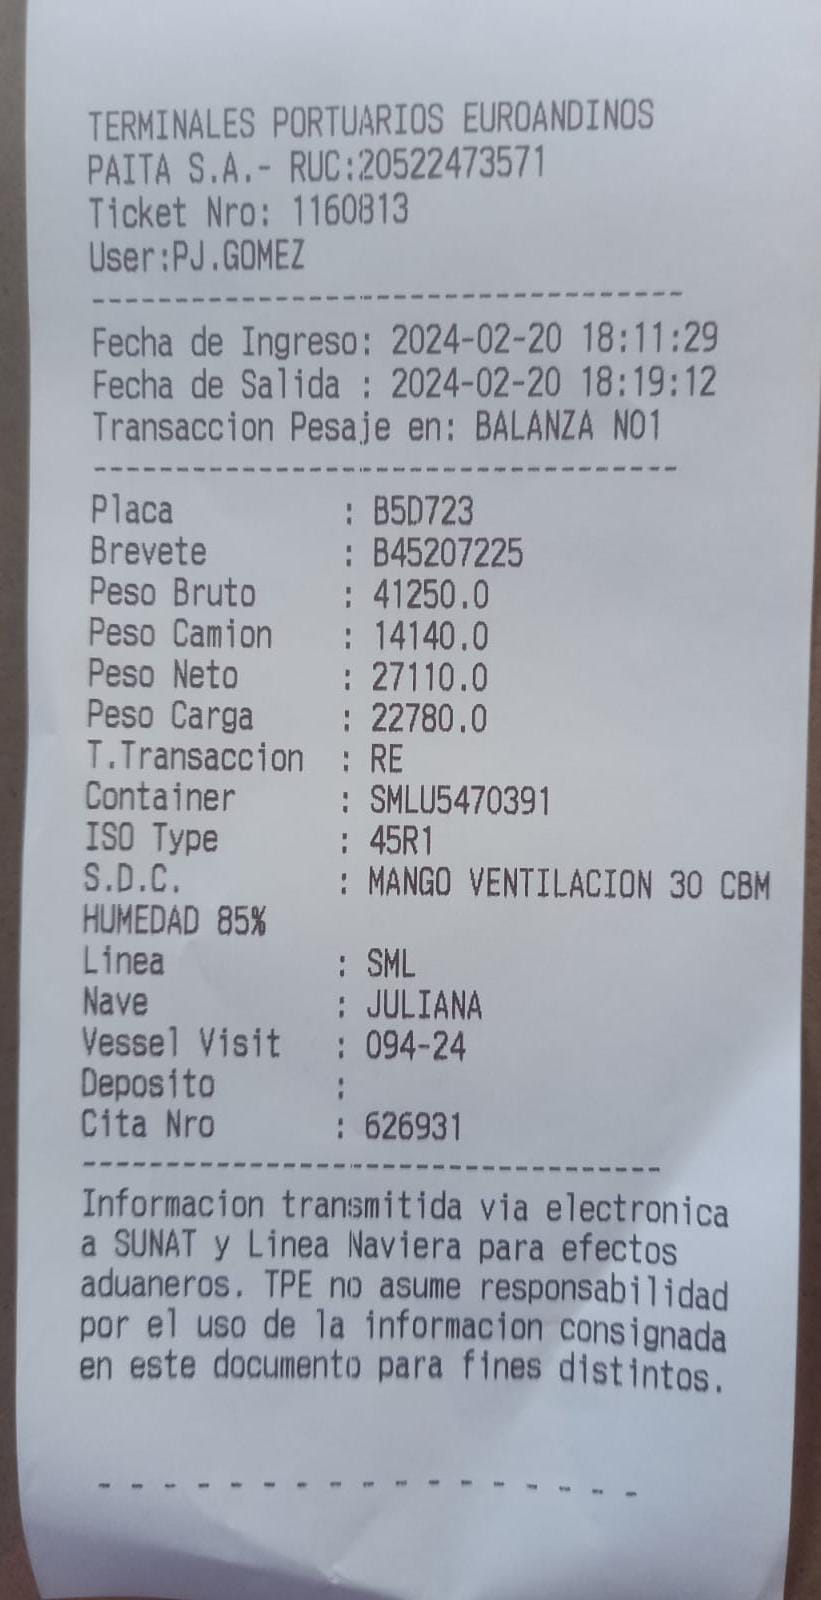 TERMINALES PORTUARIOS EUROANDINOS
PAITA S.A.- RUC:20522473571
Ticket Nro: 1160813
User:PJ.GOMEZ
-----------------------------------
Fecha de Ingreso: 2024-02-20 18:11:29
Fecha de Salida : 2024-02-20 18:19:12
Transaccion Pesaje en: BALANZA NO1
-----------------------------------
Placa : B5D723
Brevete : B45207225
Peso Bruto : 41250.0
Peso Camion : 14140.0
Peso Neto : 27110.0
Peso Carga : 22780.0
T.Transaccion : RE
Container : SMLU5470391
ISO Type : 45R1
S.D.C. : MANGO VENTILACION 30 CBM
HUMEDAD 85%
Linea : SML
Nave : JULIANA
Vessel Visit : 094-24
Deposito :
Cita Nro : 626931
-----------------------------------
Informacion transmitida via electronica
a SUNAT y Linea Naviera para efectos
aduaneros. TPE no asume responsabilidad
por el uso de la informacion consignada
en este documento para fines distintos.
- - - - - - - - - - - - - - - - -